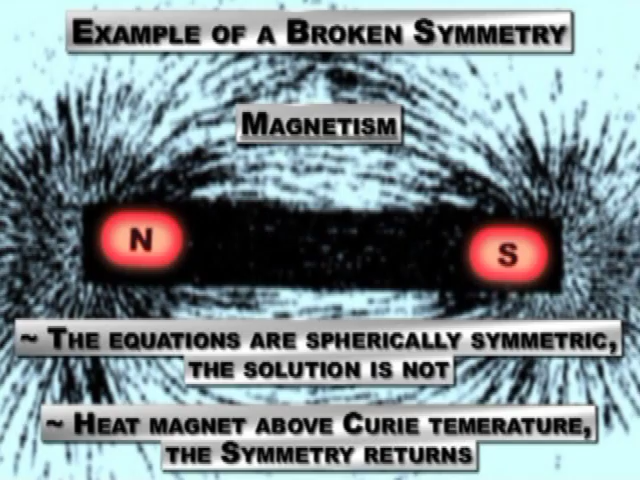 Example of a Broken Symmetry
Magnetism
N
S
~ The equations are spherically symmetric,
the solution is not
~ Heat magnet above Curie temerature,
the Symmetry returns